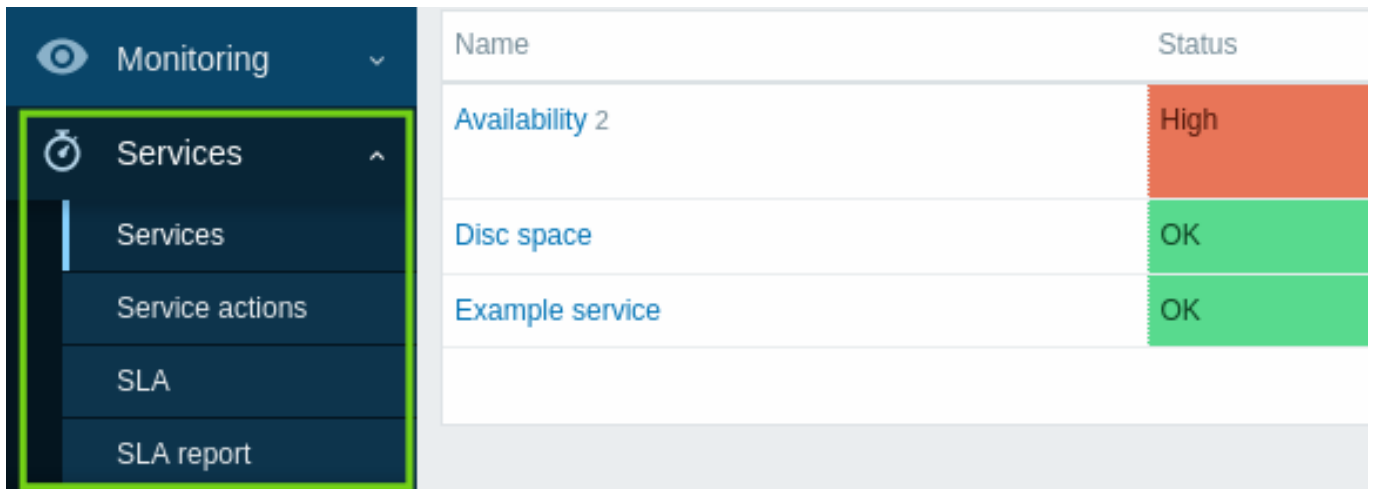 Monitoring
Services
Services
Service actions
SLA
SLA report
Name Status
Availability 2 High
Disc space OK
Example service OK